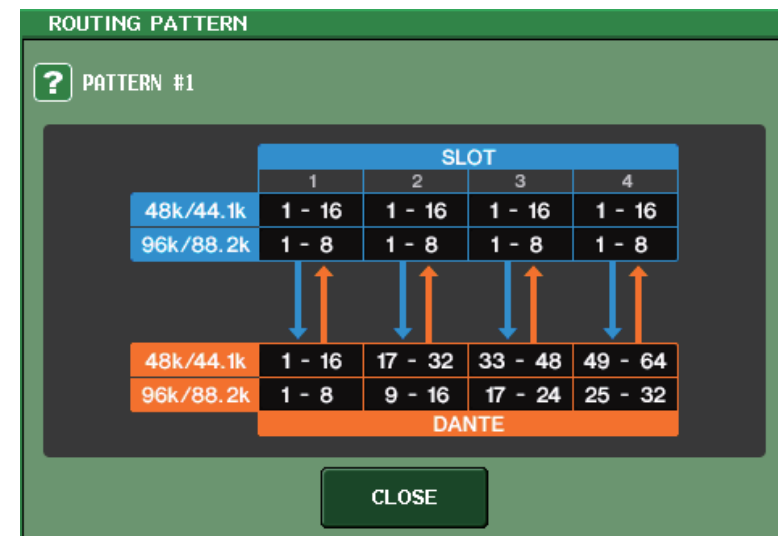 ROUTING PATTERN
? PATTERN #1
SLOT
1 2 3 4
48k/44.1k 1 - 16 1 - 16 1 - 16 1 - 16
96k/88.2k 1 - 8 1 - 8 1 - 8 1 - 8
48k/44.1k 1 - 16 17 - 32 33 - 48 49 - 64
96k/88.2k 1 - 8 9 - 16 17 - 24 25 - 32
DANTE
CLOSE